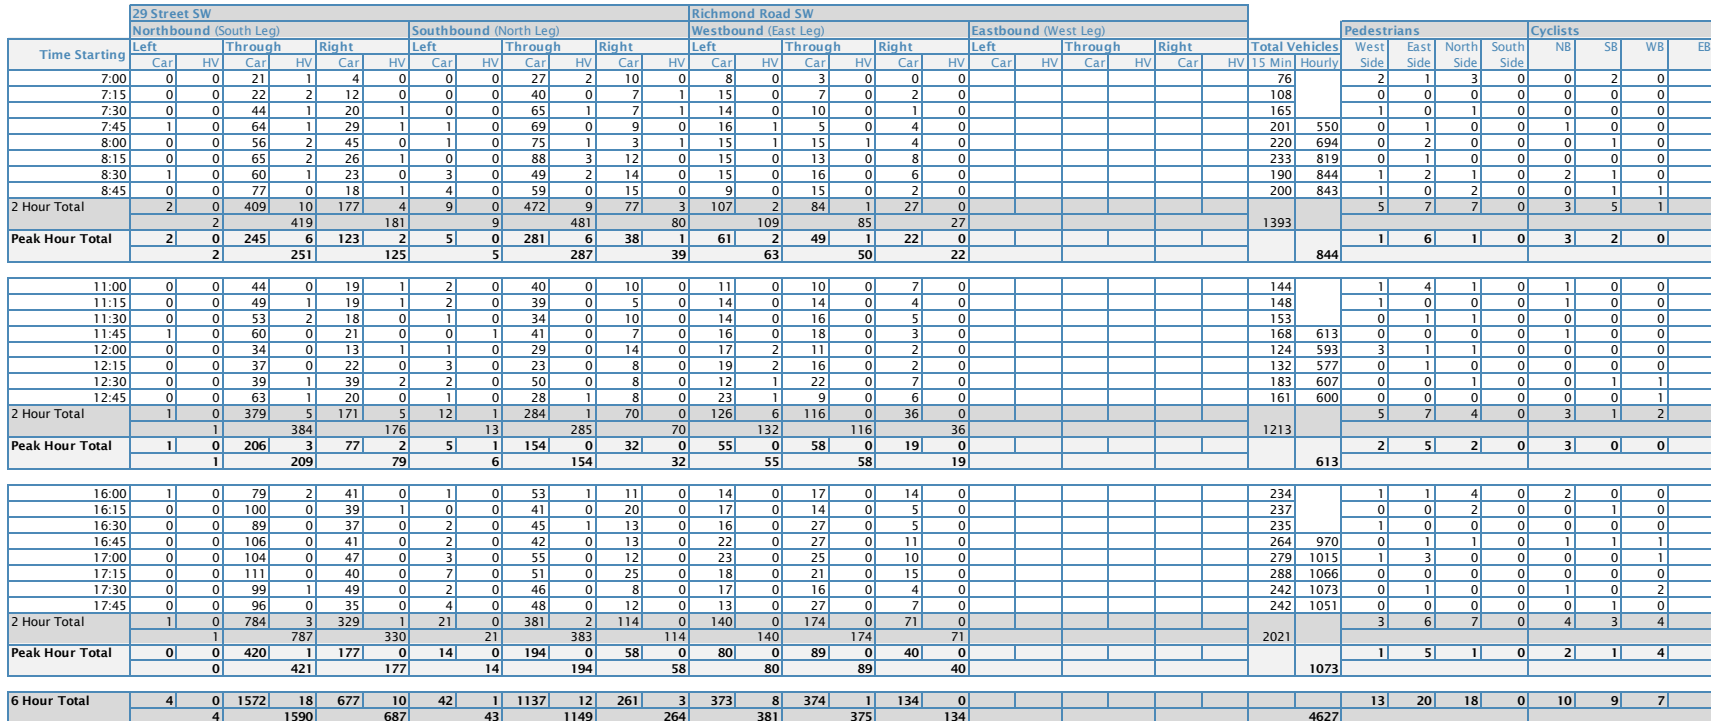 29 Street SW Richmond Road SW
Northbound (South Leg) Southbound (North Leg) Westbound (East Leg) Eastbound (West Leg) Pedestrians Cyclists
Time Starting Left Through Right Left Through Right Left Through Right Left Through Right Total Vehicles West East North South NB SB WB EB
Car HV Car HV Car HV Car HV Car HV Car HV Car HV Car HV Car HV Car HV Car HV Car HV 15 Min Hourly Side Side Side Side
7:00 0 0 21 1 4 0 0 0 27 2 10 0 8 0 3 0 0 0 76 2 1 3 0 0 2 0
7:15 0 0 22 2 12 0 0 0 40 0 7 1 15 0 7 0 2 0 108 0 0 0 0 0 0 0
7:30 0 0 44 1 20 1 0 0 65 1 7 1 14 0 10 0 1 0 165 1 0 1 0 0 0 0
7:45 1 0 64 1 29 1 1 0 69 0 9 0 16 1 5 0 4 0 201 550 0 1 0 0 1 0 0
8:00 0 0 56 2 45 0 1 0 75 1 3 1 15 1 15 1 4 0 220 694 0 2 0 0 0 1 0
8:15 0 0 65 2 26 1 0 0 88 3 12 0 15 0 13 0 8 0 233 819 0 1 0 0 0 0 0
8:30 1 0 60 1 23 0 3 0 49 2 14 0 15 0 16 0 6 0 190 844 1 2 1 0 2 1 0
8:45 0 0 77 0 18 1 4 0 59 0 15 0 9 0 15 0 2 0 200 843 1 0 2 0 0 1 1
2 Hour Total 2 0 409 10 177 4 9 0 472 9 77 3 107 2 84 1 27 0 5 7 7 0 3 5 1
2 419 181 9 481 80 109 85 27 1393
Peak Hour Total 2 0 245 6 123 2 5 0 281 6 38 1 61 2 49 1 22 0 1 6 1 0 3 2 0
2 251 125 5 287 39 63 50 22 844
11:00 0 0 44 0 19 1 2 0 40 0 10 0 11 0 10 0 7 0 144 1 4 1 0 1 0 0
11:15 0 0 49 1 19 1 2 0 39 0 5 0 14 0 14 0 4 0 148 1 0 0 0 1 0 0
11:30 0 0 53 2 18 0 1 0 34 0 10 0 14 0 16 0 5 0 153 0 1 1 0 0 0 0
11:45 1 0 60 0 21 0 0 1 41 0 7 0 16 0 18 0 3 0 168 613 0 0 0 0 1 0 0
12:00 0 0 34 0 13 1 1 0 29 0 14 0 17 2 11 0 2 0 124 593 3 1 1 0 0 0 0
12:15 0 0 37 0 22 0 3 0 23 0 8 0 19 2 16 0 2 0 132 577 0 1 0 0 0 0 0
12:30 0 0 39 1 39 2 2 0 50 0 8 0 12 1 22 0 7 0 183 607 0 0 1 0 0 1 1
12:45 0 0 63 1 20 0 1 0 28 1 8 0 23 1 9 0 6 0 161 600 0 0 0 0 0 0 1
2 Hour Total 1 0 379 5 171 5 12 1 284 1 70 0 126 6 116 0 36 0 5 7 4 0 3 1 2
1 384 176 13 285 70 132 116 36 1213
Peak Hour Total 1 0 206 3 77 2 5 1 154 0 32 0 55 0 58 0 19 0 2 5 2 0 3 0 0
1 209 79 6 154 32 55 58 19 613
16:00 1 0 79 2 41 0 1 0 53 1 11 0 14 0 17 0 14 0 234 1 1 4 0 2 0 0
16:15 0 0 100 0 39 1 0 0 41 0 20 0 17 0 14 0 5 0 237 0 0 2 0 0 1 0
16:30 0 0 89 0 37 0 2 0 45 1 13 0 16 0 27 0 5 0 235 1 0 0 0 0 0 0
16:45 0 0 106 0 41 0 2 0 42 0 13 0 22 0 27 0 11 0 264 970 0 1 1 0 1 1 1
17:00 0 0 104 0 47 0 3 0 55 0 12 0 23 0 25 0 10 0 279 1015 1 3 0 0 0 0 1
17:15 0 0 111 0 40 0 7 0 51 0 25 0 18 0 21 0 15 0 288 1066 0 0 0 0 0 0 0
17:30 0 0 99 1 49 0 2 0 46 0 8 0 17 0 16 0 4 0 242 1073 0 1 0 0 1 0 2
17:45 0 0 96 0 35 0 4 0 48 0 12 0 13 0 27 0 7 0 242 1051 0 0 0 0 0 1 0
2 Hour Total 1 0 784 3 329 1 21 0 381 2 114 0 140 0 174 0 71 0 3 6 7 0 4 3 4
1 787 330 21 383 114 140 174 71 2021
Peak Hour Total 0 0 420 1 177 0 14 0 194 0 58 0 80 0 89 0 40 0 1 5 1 0 2 1 4
0 421 177 14 194 58 80 89 40 1073
6 Hour Total 4 0 1572 18 677 10 42 1 1137 12 261 3 373 8 374 1 134 0 13 20 18 0 10 9 7
4 1590 687 43 1149 264 381 375 134 4627